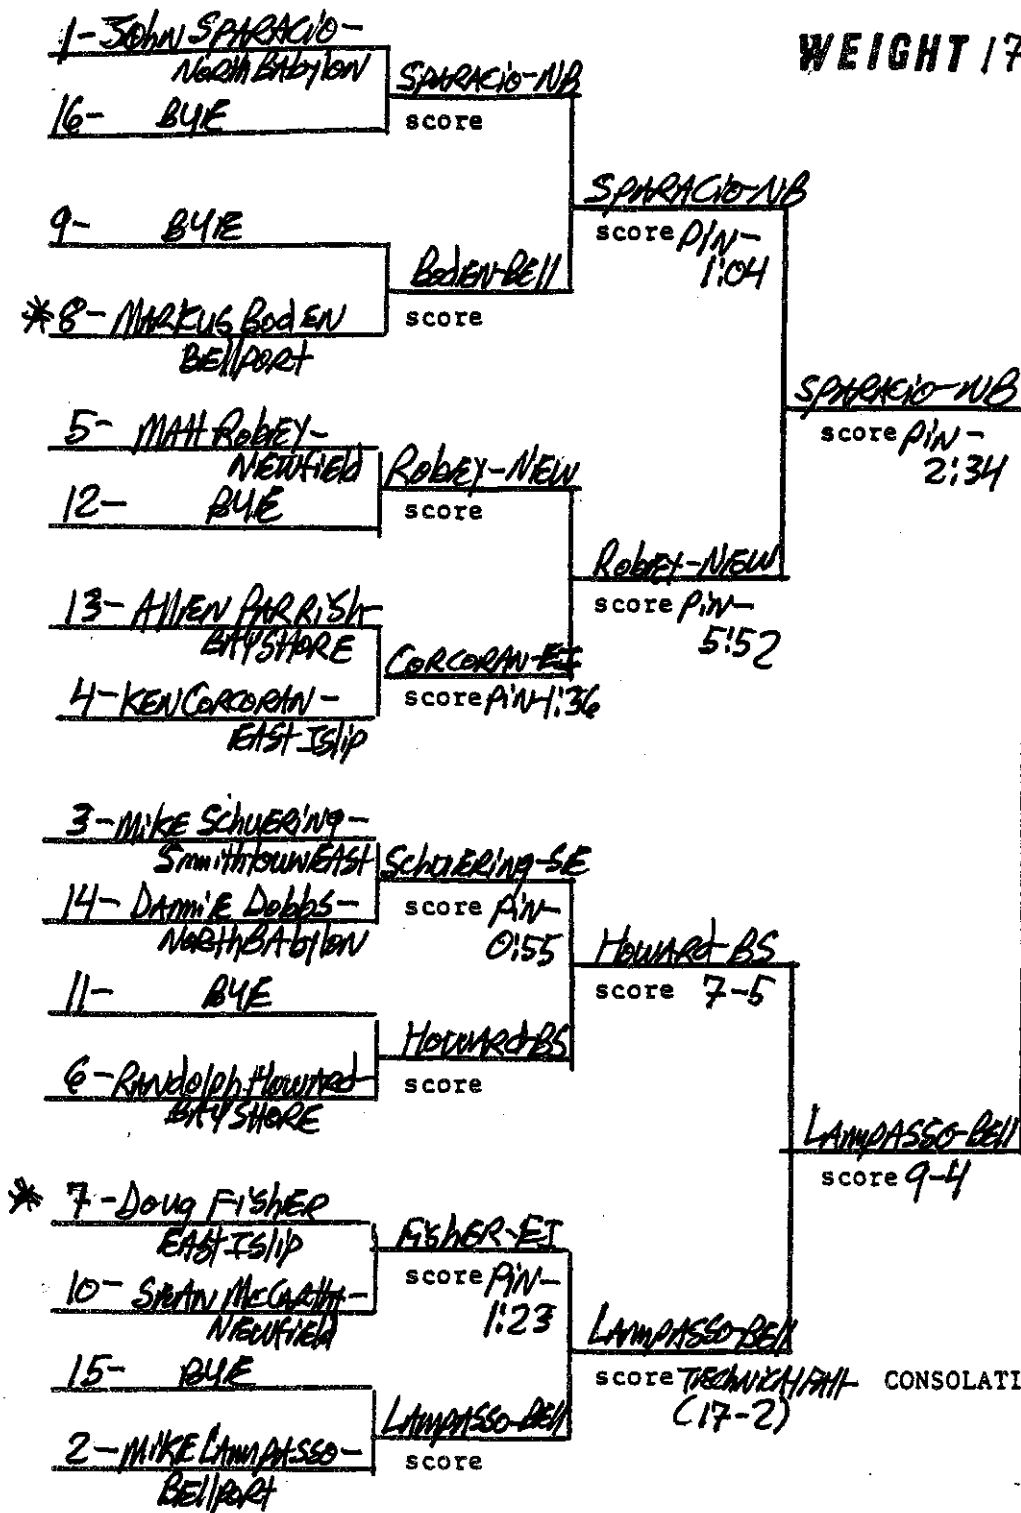 WEIGHT 17
1- John SPARACIO-
North BAbylon
16- BYE
SPARACIO-NB
score
9- BYE
*8- MARKUS BodEN
BEllPORt
BodEN-BEll
score
SPARACIO-NB
score PIN-
1:04
5- MAtt RobEY-
NEWfiEld
12- BYE
RobEY-NEW
score
13- AllEN PARRISh-
BAYSHORE
4- KEN CORCORAN-
EASt ISlip
CORCORAN-EI
score PiN-1:36
RobEY-NEW
score PiN-
5:52
SPARACIO-NB
score PiN-
2:34
3-MiKE SchUERiNg-
SmithtownEASt
14- DAmiE Dobbs-
NORthBAbylon
SchUERiNg-SE
score PiN-
0:55
11- BYE
6-RANdolph HowARd-
BAYSHORE
HowARd-BS
score
HowARd-BS
score 7-5
* 7-Doug FiShER
EASt ISlip
10- SEAN McCARthy-
NEWfiEld
FiShER-EI
score PiN-
1:23
15- BYE
2-MiKE LAmpASSO-
BEllPORt
LAmpASSO-BEll
score
LAmpASSO-BEll
score TEChNiCAl FAll-
(17-2)
LAmpASSO-BEll
score 9-4
CONSOLATI